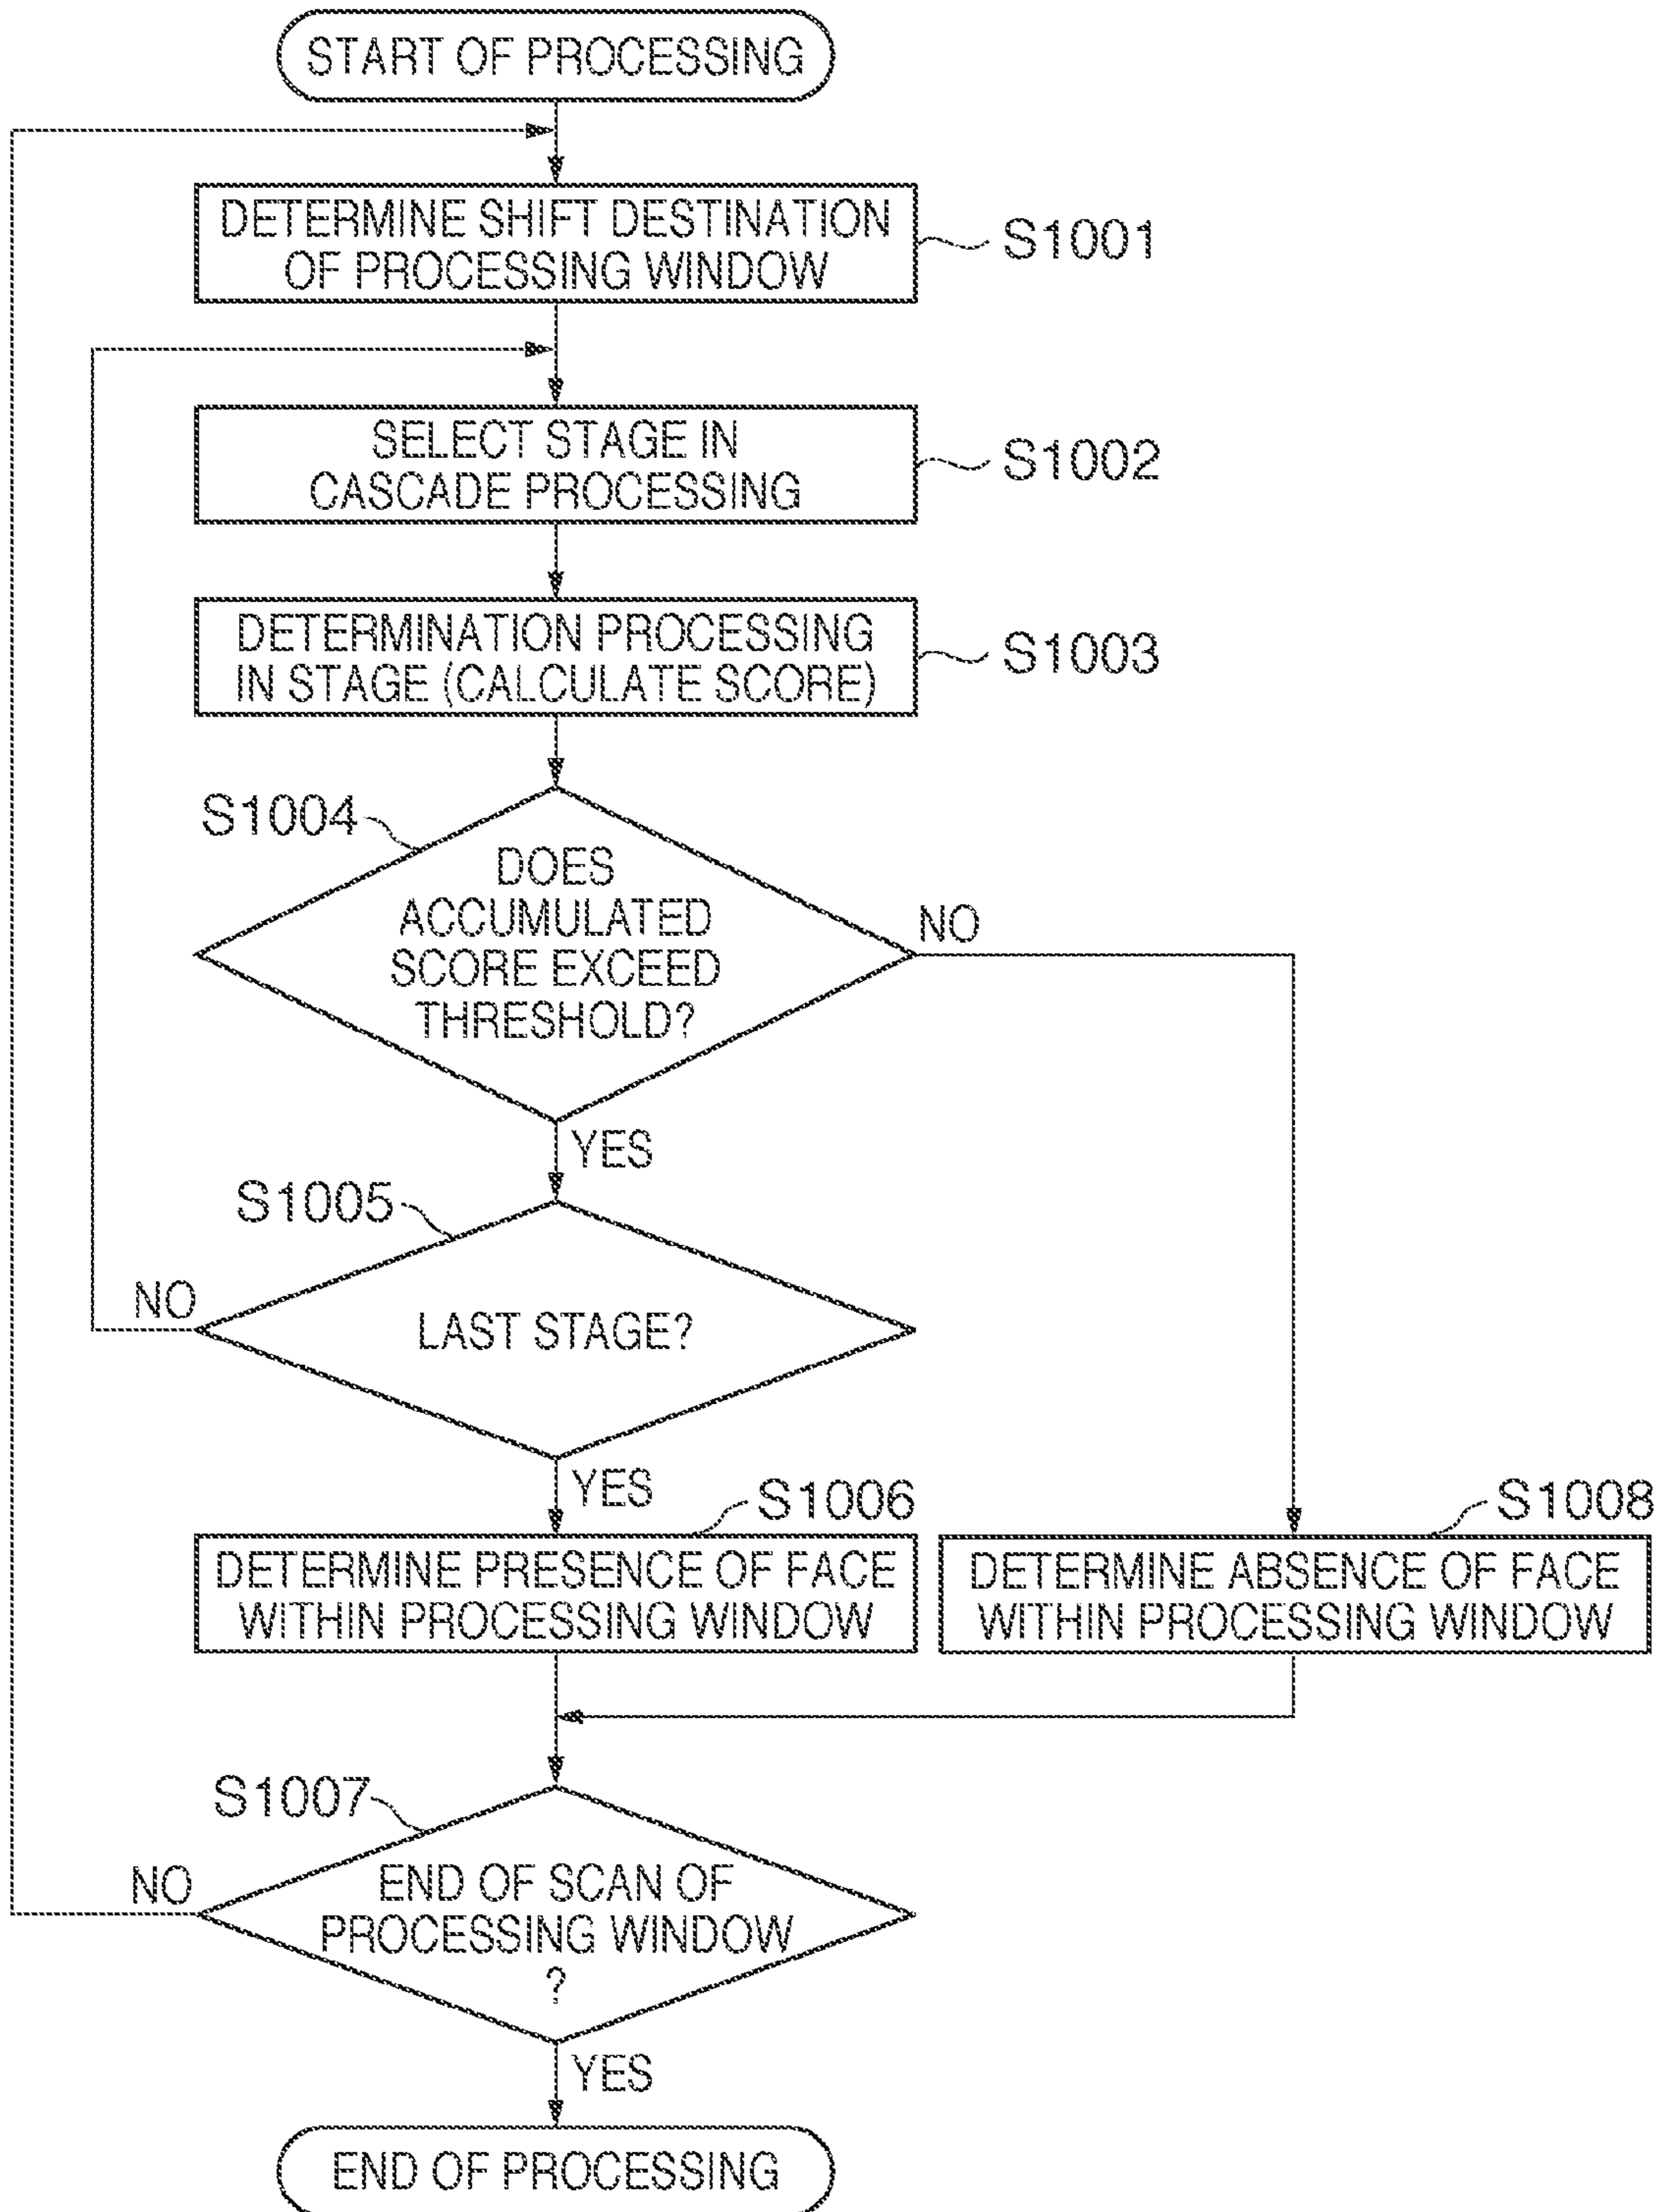 START OF PROCESSING
DETERMINE SHIFT DESTINATION
OF PROCESSING WINDOW
S1001
SELECT STAGE IN
CASCADE PROCESSING
S1002
DETERMINATION PROCESSING
IN STAGE (CALCULATE SCORE)
S1003
S1004
DOES
ACCUMULATED
SCORE EXCEED
THRESHOLD?
NO
YES
S1005
LAST STAGE?
NO
YES
S1006
DETERMINE PRESENCE OF FACE
WITHIN PROCESSING WINDOW
S1008
DETERMINE ABSENCE OF FACE
WITHIN PROCESSING WINDOW
S1007
END OF SCAN OF
PROCESSING WINDOW
?
NO
YES
END OF PROCESSING